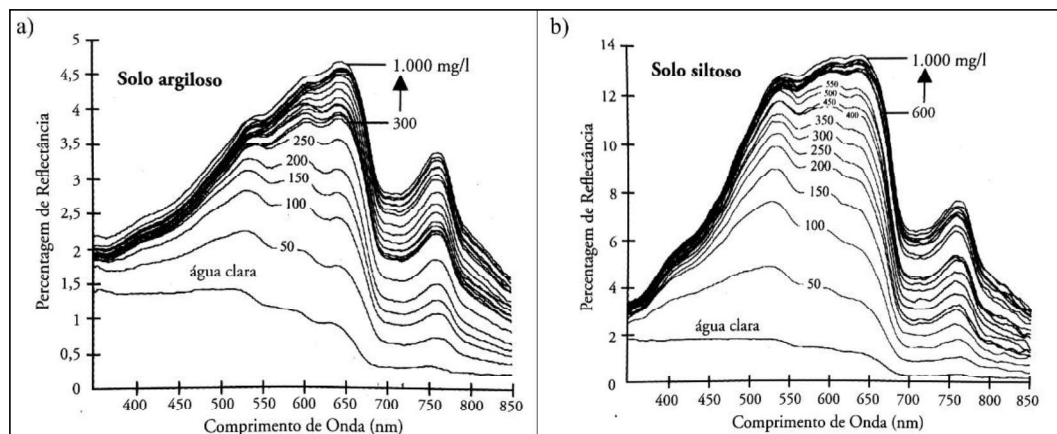 a)
5
4,5
4
3,5
3
2,5
2
1,5
1
0,5
0
Percentagem de Reflectância
Solo argiloso
1.000 mg/l
300
250
200
150
100
50
água clara
400 450 500 550 600 650 700 750 800 850
Comprimento de Onda (nm)
b)
14
12
10
8
6
4
2
0
Percentagem de Reflectância
Solo siltoso
1.000 mg/l
600
550
500
450
400
350
300
250
200
150
100
50
água clara
400 450 500 550 600 650 700 750 800 850
Comprimento de Onda (nm)